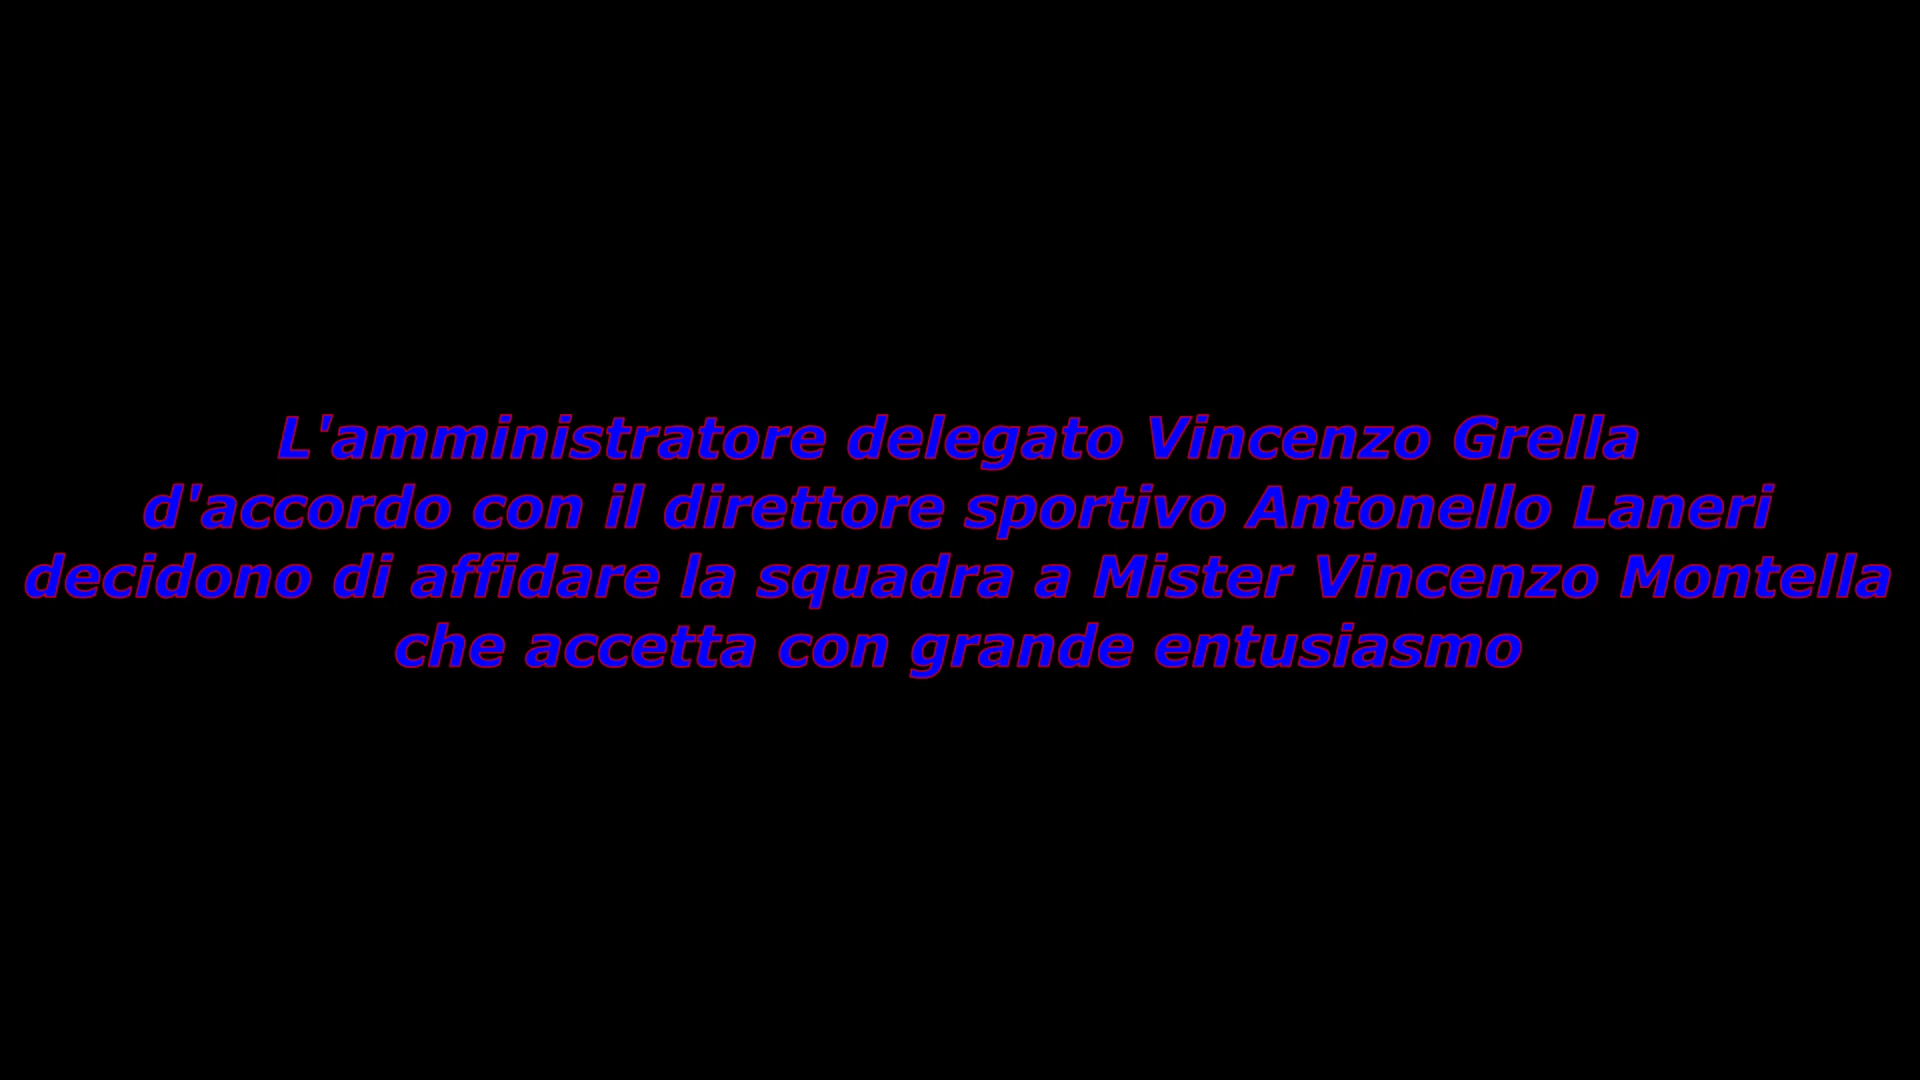 L'amministratore delegato Vincenzo Grella
d'accordo con il direttore sportivo Antonello Laneri
decidono di affidare la squadra a Mister Vincenzo Montella
che accetta con grande entusiasmo